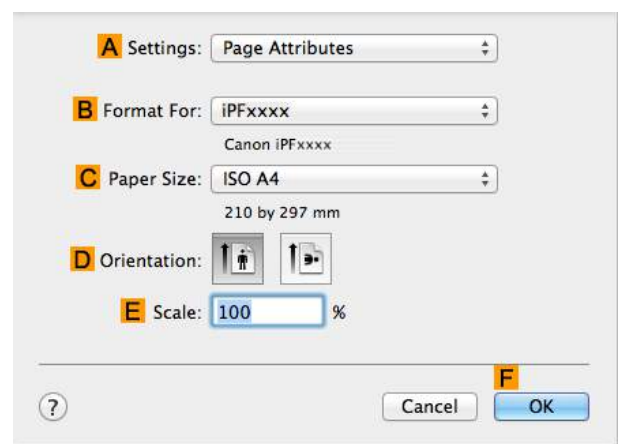 A Settings: Page Attributes
B Format For: iPFxxxx
Canon iPFxxxx
C Paper Size: ISO A4
210 by 297 mm
D Orientation:
E Scale: 100 %
F
? Cancel OK